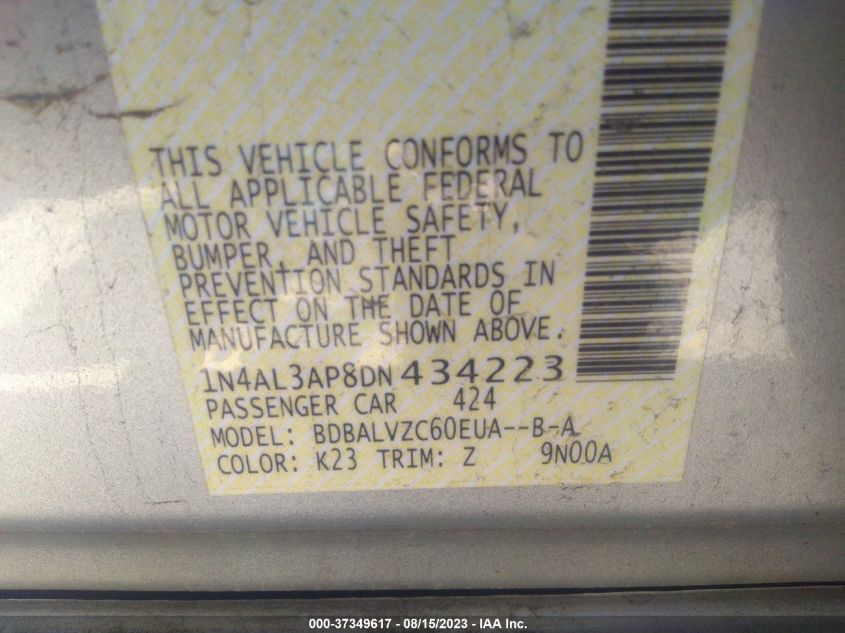 THIS VEHICLE CONFORMS TO
ALL APPLICABLE FEDERAL
MOTOR VEHICLE SAFETY,
BUMPER, AND THEFT
PREVENTION STANDARDS IN
EFFECT ON THE DATE OF
MANUFACTURE SHOWN ABOVE.
1N4AL3AP8DN434223
PASSENGER CAR 424
MODEL: BDBALVZC60EUA--B-A
COLOR: K23 TRIM: Z 9N00A
000-37349617 - 08/15/2023 - IAA Inc.